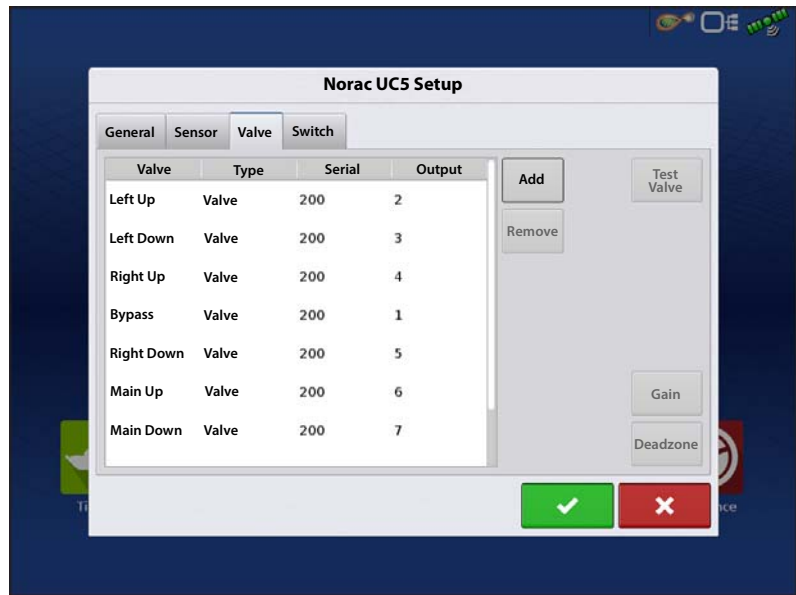 Norac UC5 Setup
General Sensor Valve Switch
Valve Type Serial Output
Left Up Valve 200 2
Left Down Valve 200 3
Right Up Valve 200 4
Bypass Valve 200 1
Right Down Valve 200 5
Main Up Valve 200 6
Main Down Valve 200 7
Add
Remove
Test
Valve
Gain
Deadzone
Ti
nce